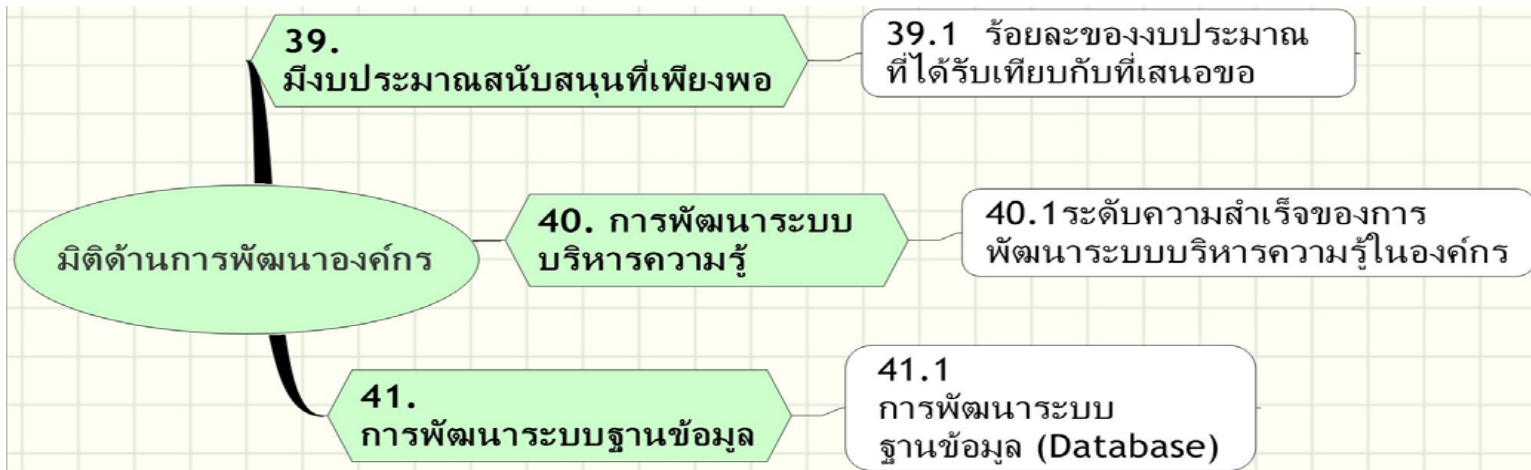 39.
มีงบประมาณสนับสนุนที่เพียงพอ
39.1 ร้อยละของงบประมาณ
ที่ได้รับเทียบกับที่เสนอขอ
มิติด้านการพัฒนาองค์กร
40. การพัฒนาระบบ
บริหารความรู้
40.1ระดับความสำเร็จของการ
พัฒนาระบบบริหารความรู้ในองค์กร
41.
การพัฒนาระบบฐานข้อมูล
41.1
การพัฒนาระบบ
ฐานข้อมูล (Database)